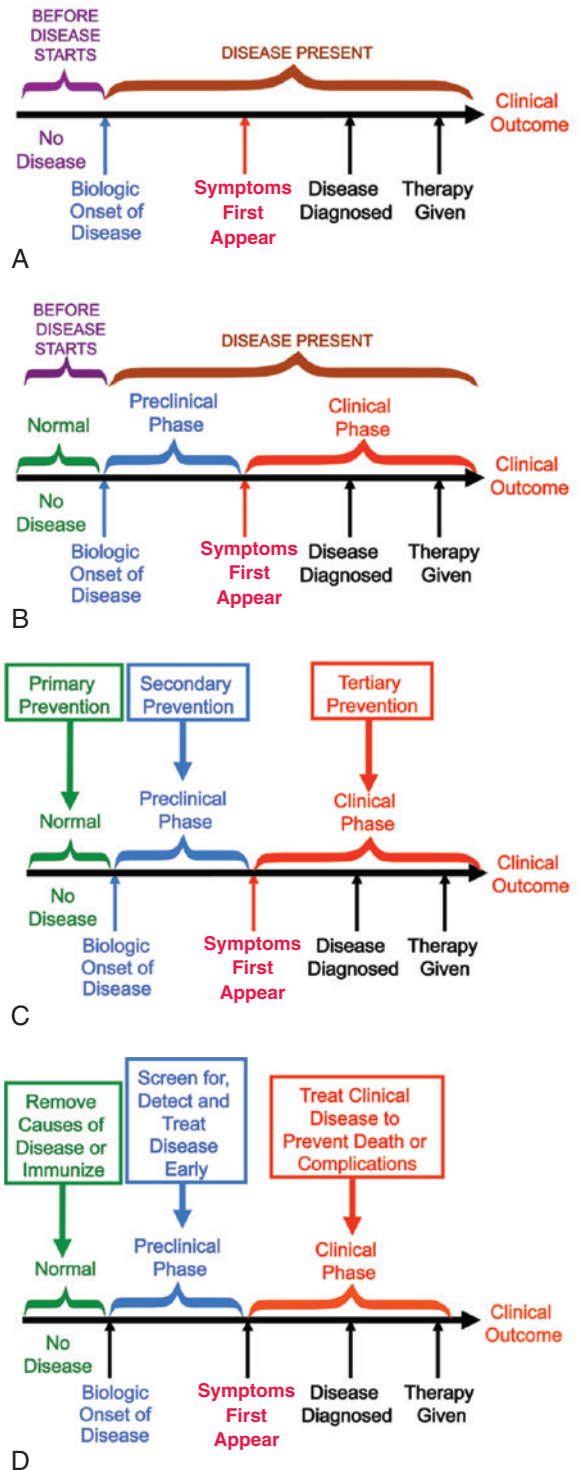 BEFORE
DISEASE
STARTS
DISEASE PRESENT
Clinical
Outcome
No
Disease
Biologic
Onset of
Disease
Symptoms
First
Appear
Disease
Diagnosed
Therapy
Given
A
BEFORE
DISEASE
STARTS
DISEASE PRESENT
Normal
Preclinical
Phase
Clinical
Phase
Clinical
Outcome
No
Disease
Biologic
Onset of
Disease
Symptoms
First
Appear
Disease
Diagnosed
Therapy
Given
B
Primary
Prevention
Secondary
Prevention
Tertiary
Prevention
Normal
Preclinical
Phase
Clinical
Phase
Clinical
Outcome
No
Disease
Biologic
Onset of
Disease
Symptoms
First
Appear
Disease
Diagnosed
Therapy
Given
C
Remove
Causes of
Disease or
Immunize
Screen for,
Detect and
Treat
Disease
Early
Treat Clinical
Disease to
Prevent Death or
Complications
Normal
Preclinical
Phase
Clinical
Phase
Clinical
Outcome
No
Disease
Biologic
Onset of
Disease
Symptoms
First
Appear
Disease
Diagnosed
Therapy
Given
D